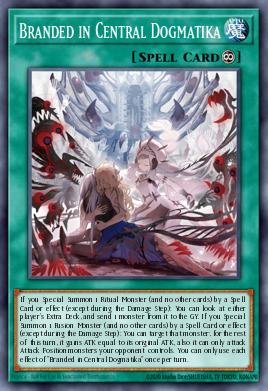 Branded in Central Dogmatika
魔
[Spell Card]
If you Special Summon 1 Ritual Monster (and no other cards) by a Spell
Card or effect (except during the Damage Step): You can look at either
player's Extra Deck, and send 1 monster from it to the GY. If you Special
Summon 1 Fusion Monster (and no other cards) by a Spell Card or effect
(except during the Damage Step): You can target that monster; for the rest
of this turn, it gains ATK equal to its original ATK, also it can only attack
Attack Position monsters your opponent controls. You can only use each
effect of "Branded in Central Dogmatika" once per turn.